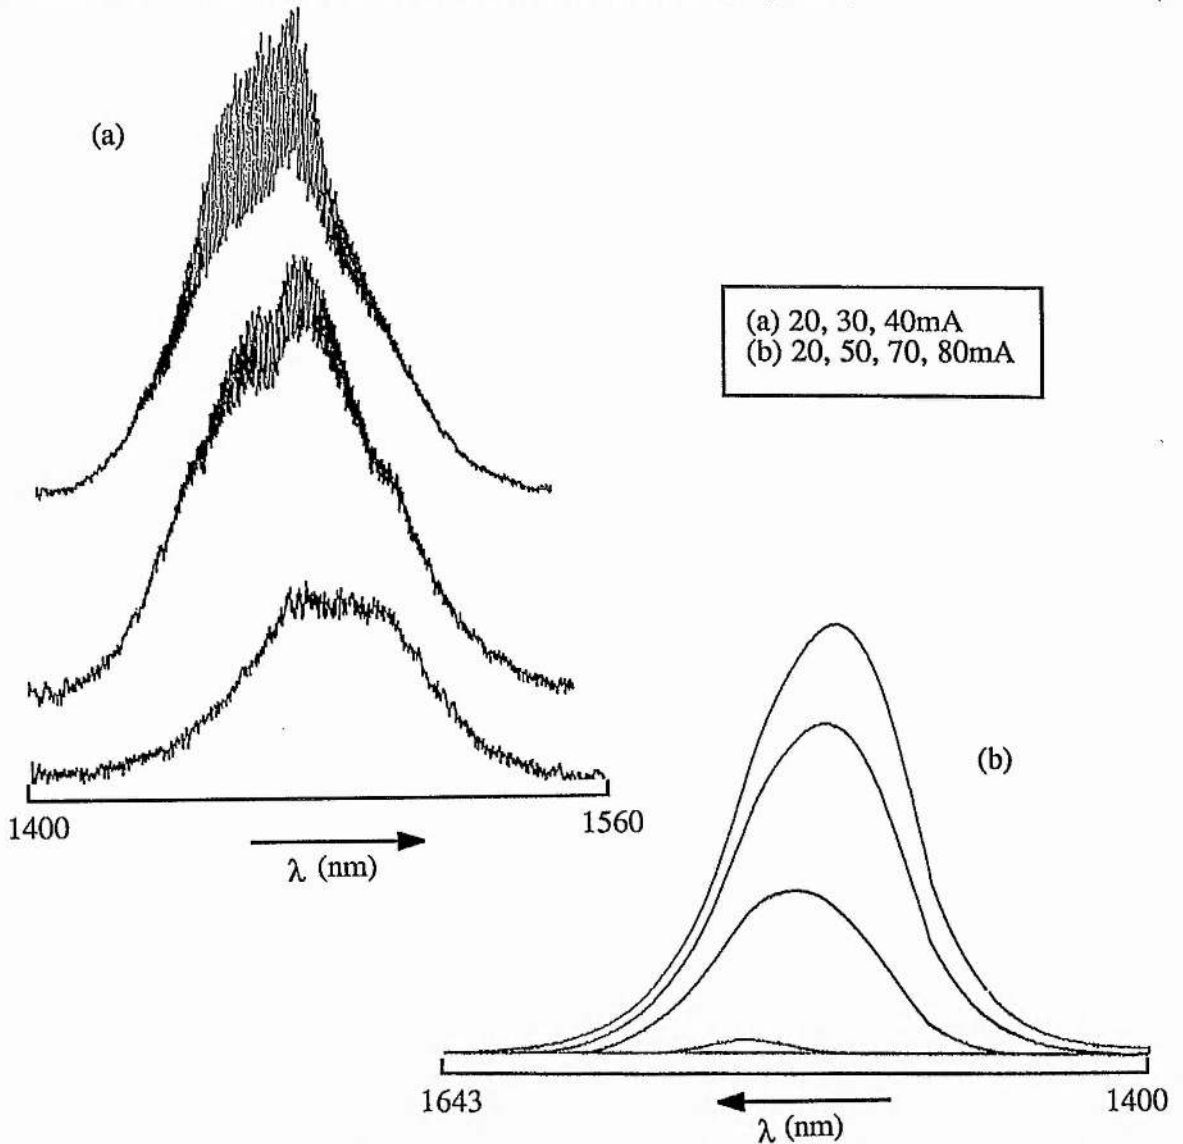 (a)
(a) 20, 30, 40mA
(b) 20, 50, 70, 80mA
(b)
1400
1560
λ (nm)
1643
1400
λ (nm)